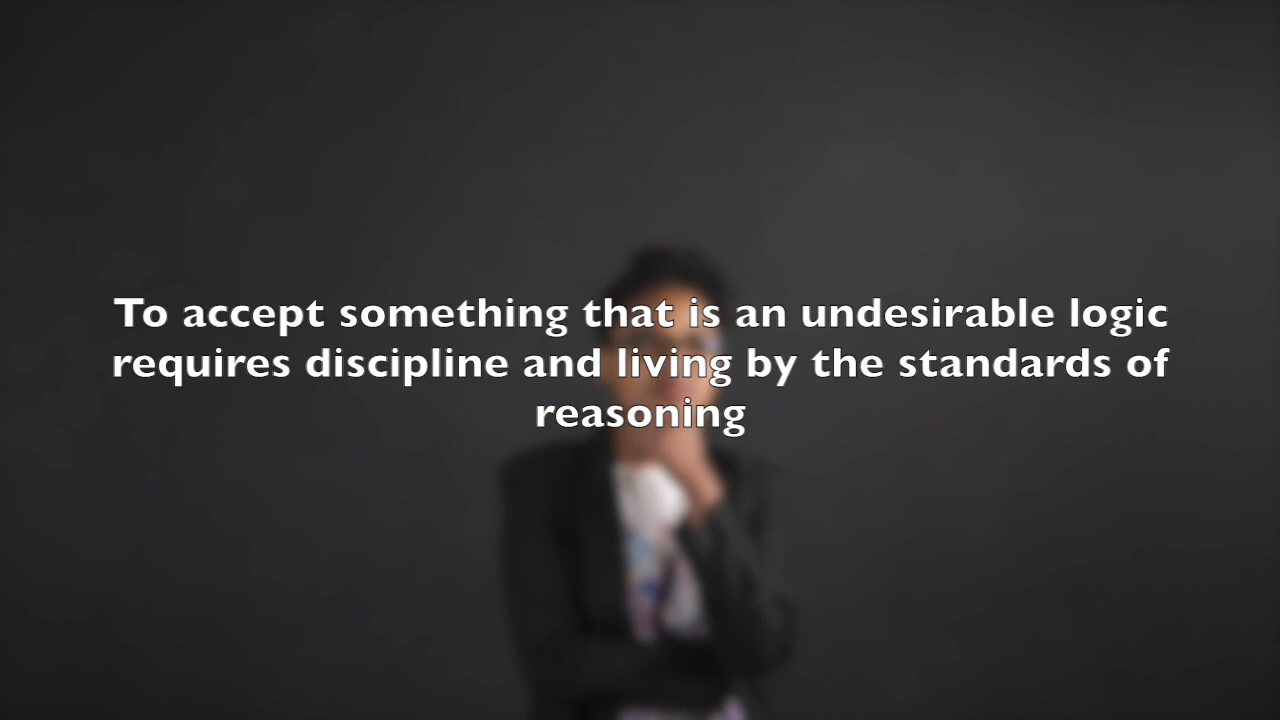 To accept something that is an undesirable logic
requires discipline and living by the standards of
reasoning